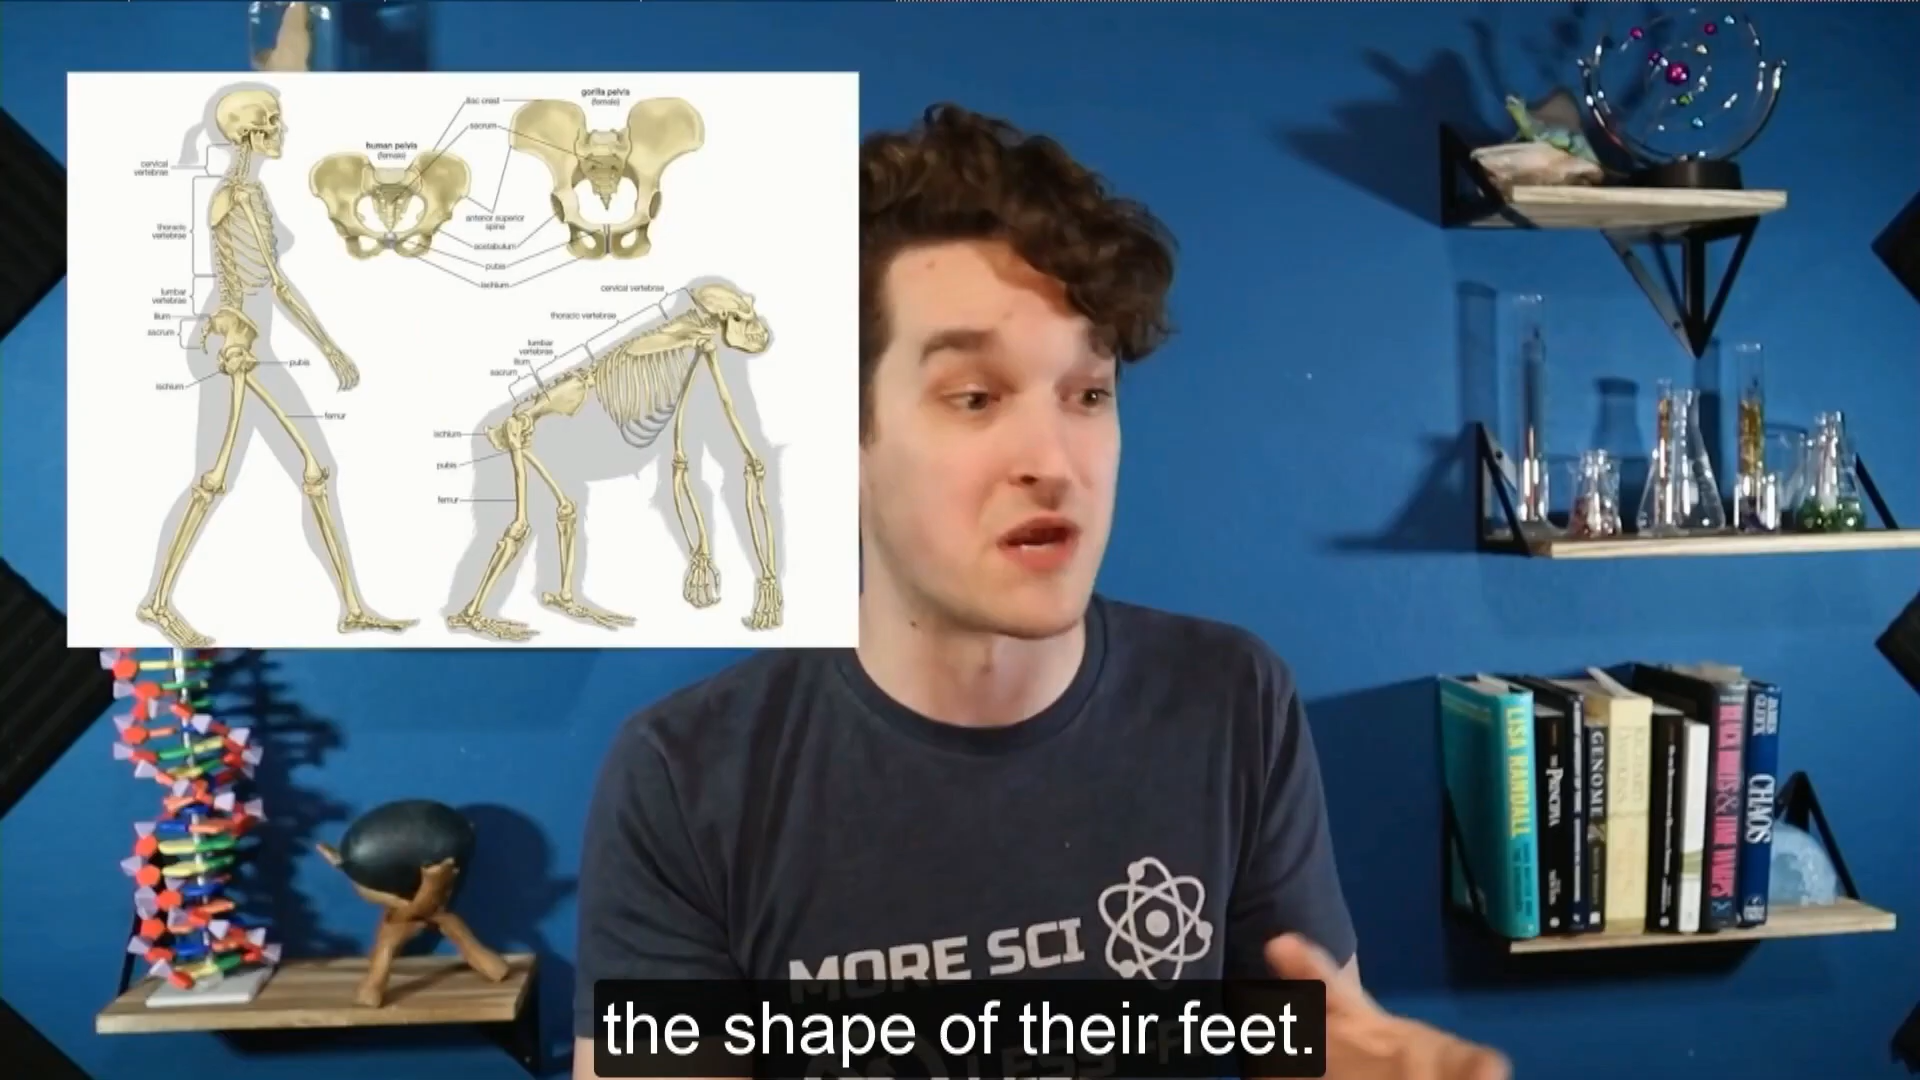 iliac crest
gorilla pelvis
(female)
sacrum
human pelvis
(female)
cervical
vertebrae
anterior superior
spine
thoracic
vertebrae
acetabulum
pubis
ischium
cervical vertebrae
lumbar
vertebrae
thoracic vertebrae
ilium
sacrum
lumbar
vertebrae
ilium
pubis
sacrum
ischium
femur
ischium
pubis
femur
LISA RANDALL
THE PRINCIPIA
GENOME
CHAOS
MORE SCI
the shape of their feet.